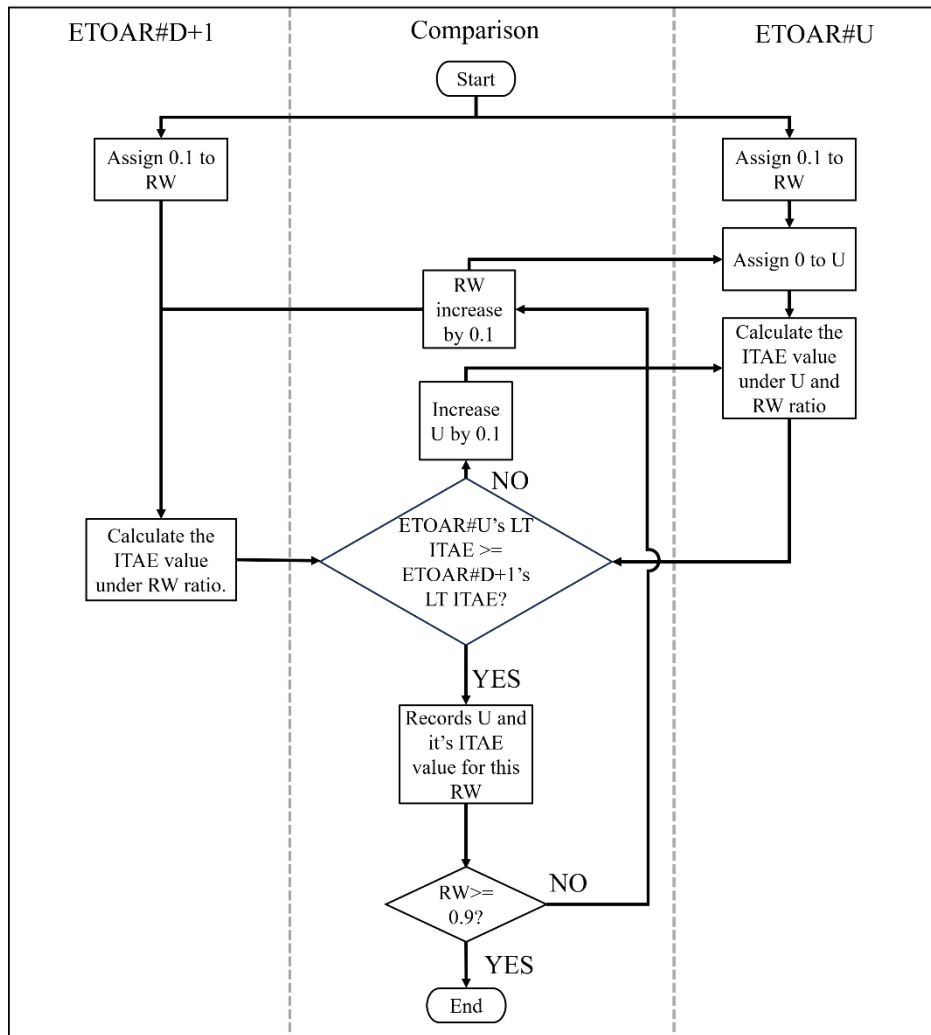 ETOAR#D+1
Comparison
ETOAR#U
Start
Assign 0.1 to
RW
Assign 0.1 to
RW
Assign 0 to U
RW
increase
by 0.1
Calculate the
ITAE value
under U and
RW ratio
Increase
U by 0.1
NO
Calculate the
ITAE value
under RW ratio.
ETOAR#U’s LT
ITAE >=
ETOAR#D+1’s
LT ITAE?
YES
Records U and
it’s ITAE
value for this
RW
RW>=
0.9?
NO
YES
End